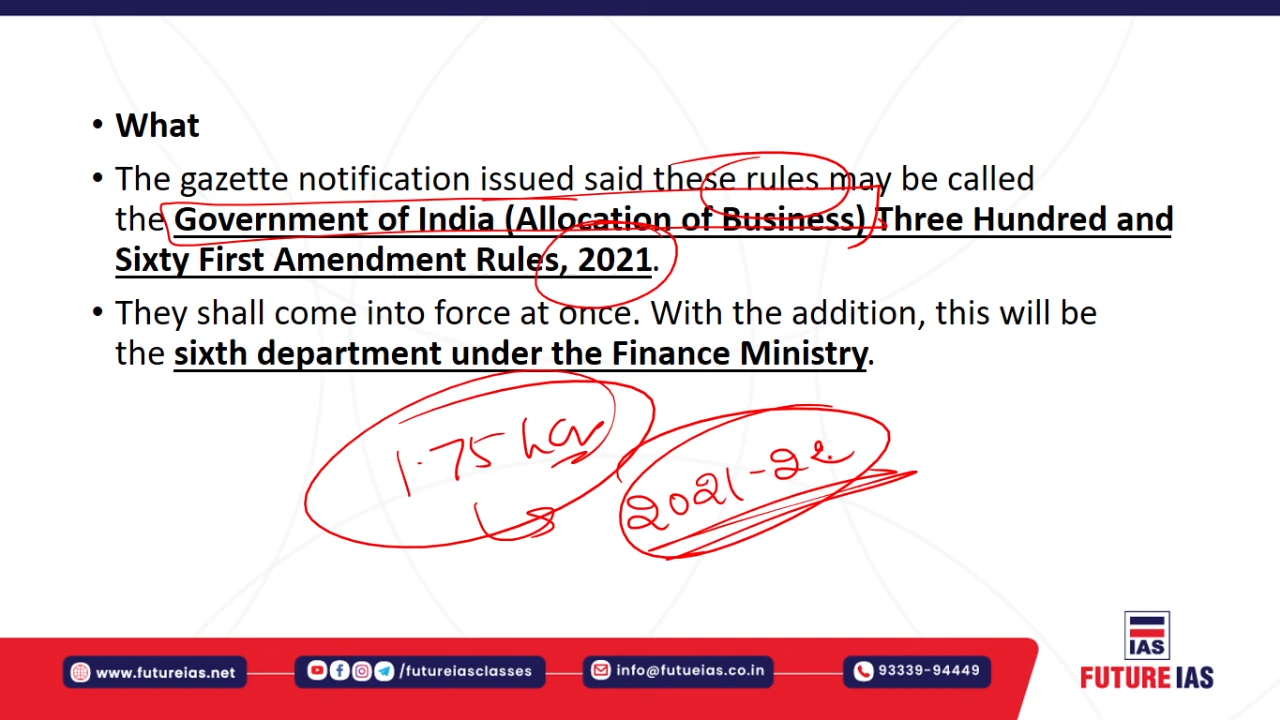 • What
• The gazette notification issued said these rules may be called
the Government of India (Allocation of Business) Three Hundred and
Sixty First Amendment Rules, 2021.
• They shall come into force at once. With the addition, this will be
the sixth department under the Finance Ministry.
1.75
2021-22
www.futureias.net
/futureiasclasses
info@futueias.co.in
93339-94449
IAS
FUTURE IAS